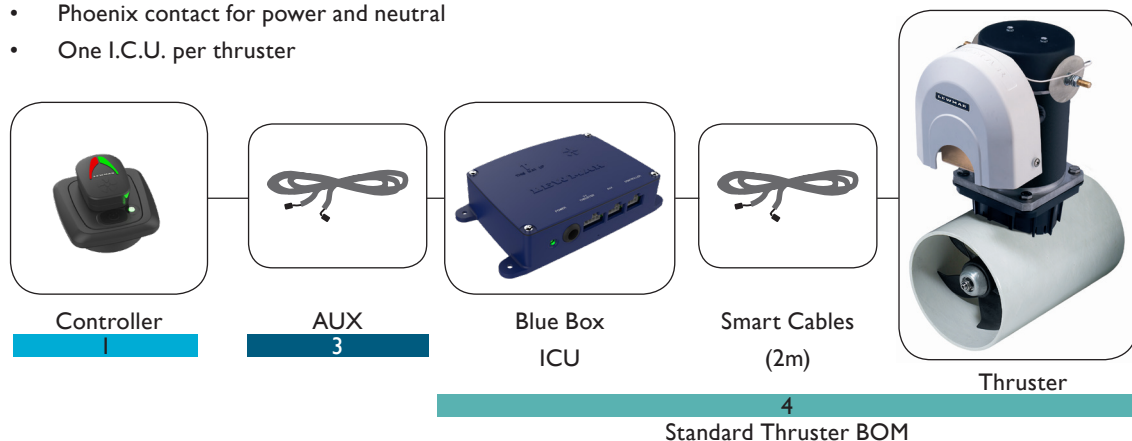 • Phoenix contact for power and neutral
• One I.C.U. per thruster
LEWMAR
Controller
AUX
Blue Box
Smart Cables
1
3
ICU
(2m)
Thruster
4
Standard Thruster BOM